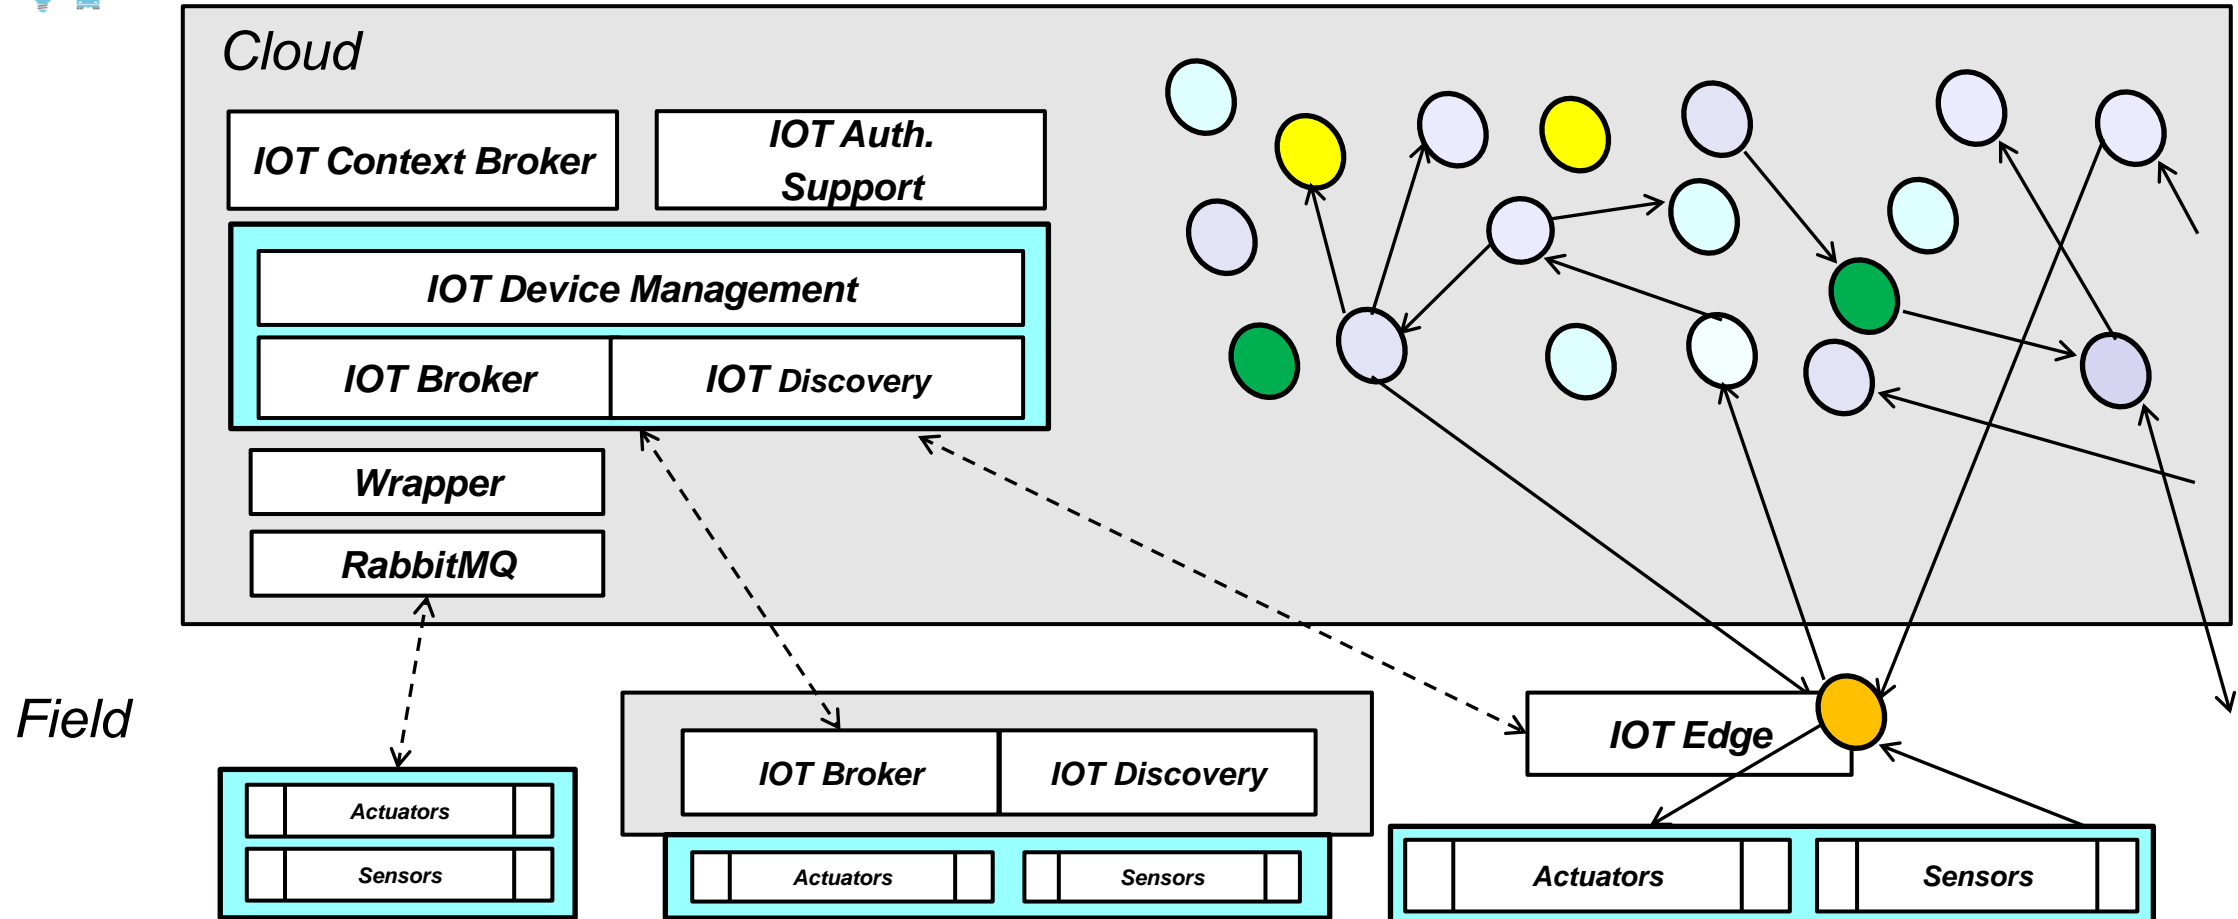 Cloud
IOT Context Broker
IOT Auth.
Support
IOT Device Management
IOT Broker
IOT Discovery
Wrapper
RabbitMQ
Field
IOT Broker
IOT Discovery
IOT Edge
Actuators
Sensors
Actuators
Sensors
Actuators
Sensors